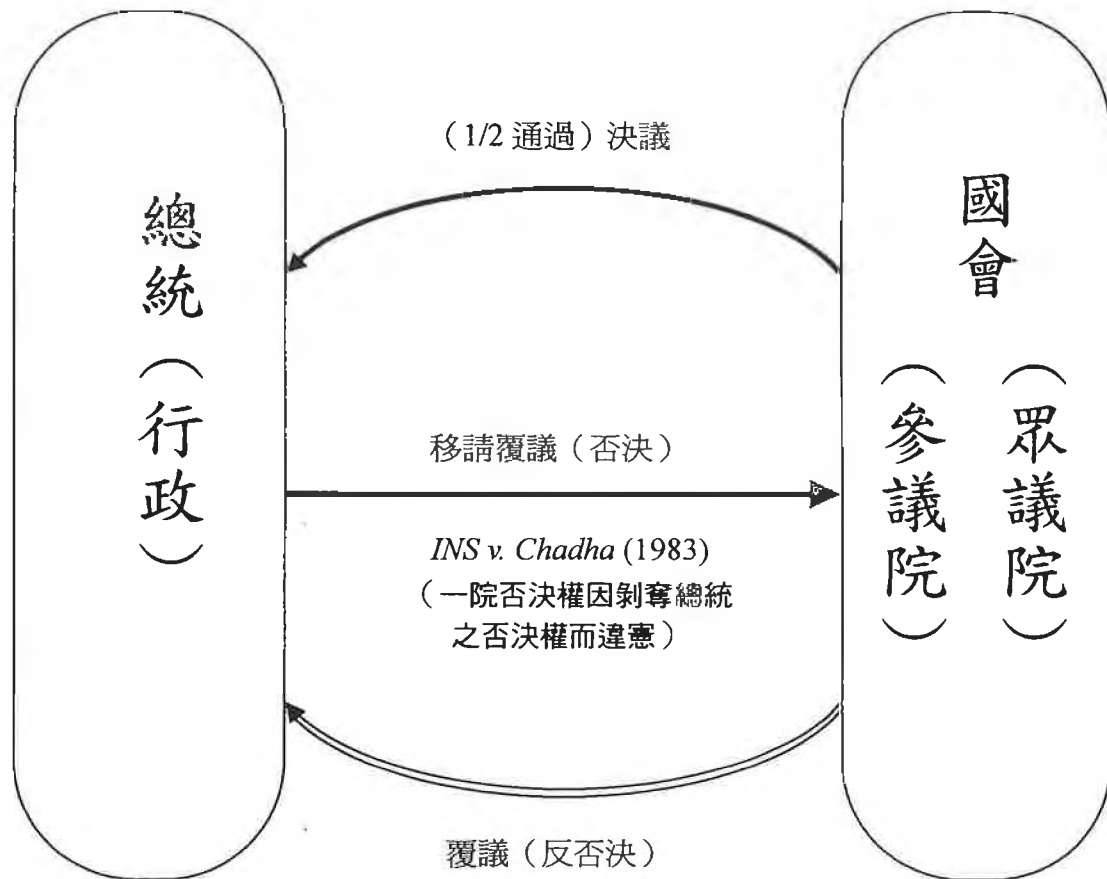 (1/2 通過)決議
總統(行政)
國會
(眾議院)
(參議院)
移請覆議(否決)
INS v. Chadha (1983)
(一院否決權因剝奪總統
之否決權而違憲)
覆議(反否決)